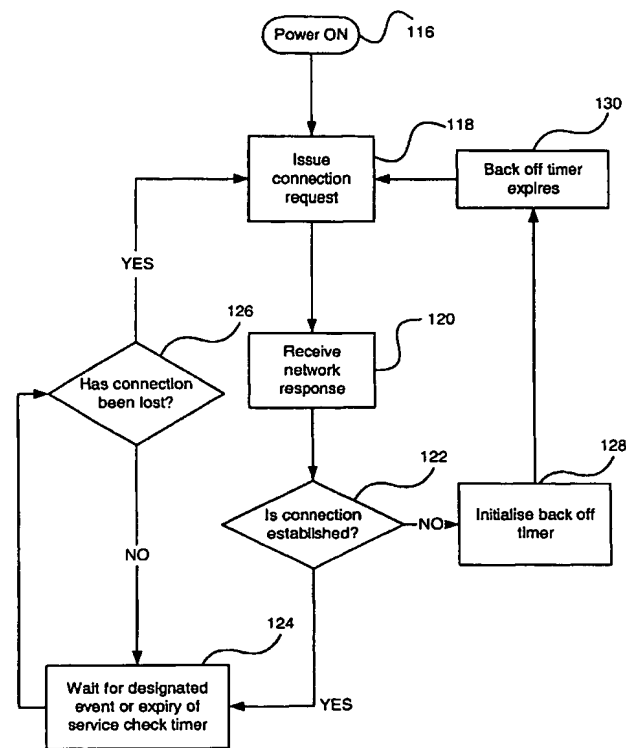 Power ON
116
118
Issue
connection
request
130
Back off timer
expires
YES
126
Has connection
been lost?
120
Receive
network
response
122
Is connection
established?
NO
128
Initialise back off
timer
NO
124
Wait for designated
event or expiry of
service check timer
YES